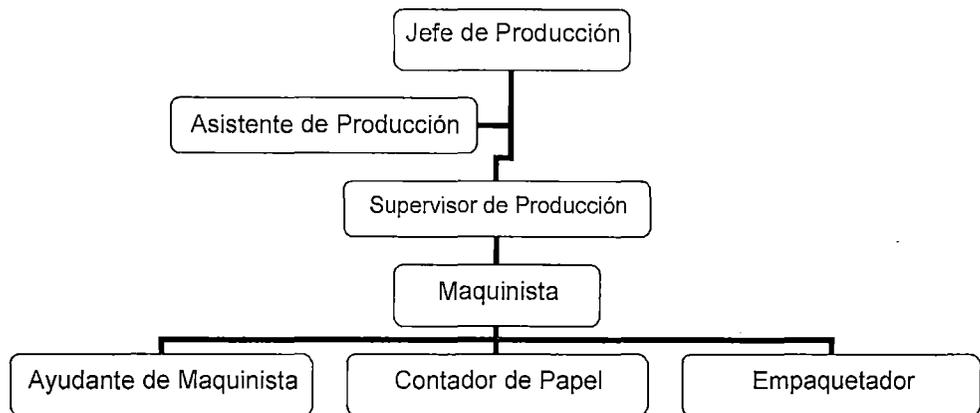 Jefe de Producción
Asistente de Producción
Supervisor de Producción
Maquinista
Ayudante de Maquinista
Contador de Papel
Empaquetador